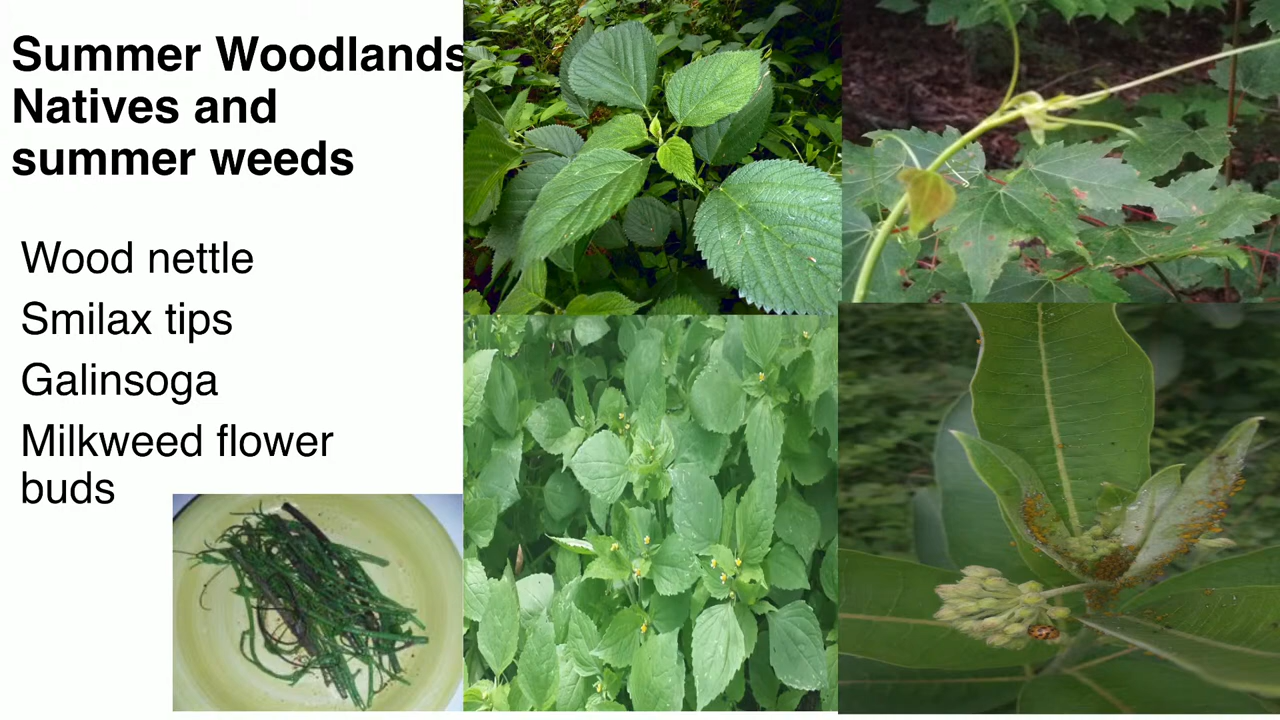 Summer Woodlands
Natives and
summer weeds
Wood nettle
Smilax tips
Galinsoga
Milkweed flower
buds